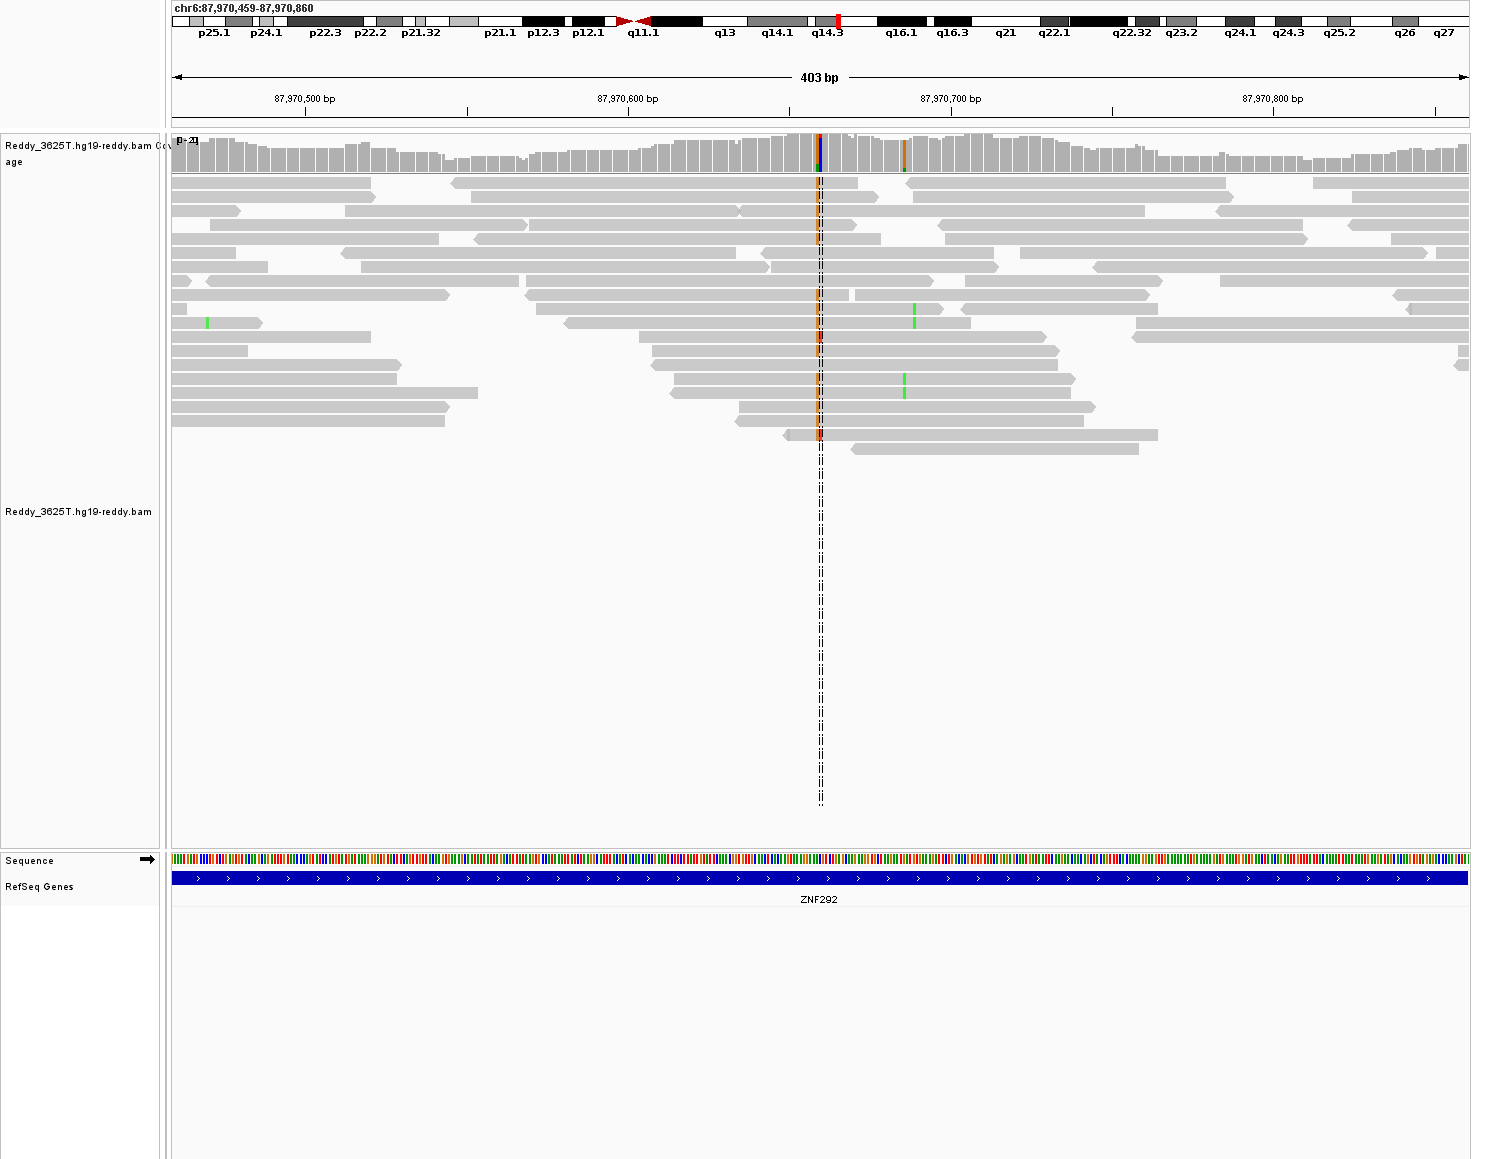 chr6:87,970,459-87,970,860
p25.1 p24.1 p22.3 p22.2 p21.32 p21.1 p12.3 p12.1 q11.1 q13 q14.1 q14.3 q16.1 q16.3 q21 q22.1 q22.32 q23.2 q24.1 q24.3 q25.2 q26 q27
403 bp
87,970,500 bp 87,970,600 bp 87,970,700 bp 87,970,800 bp
Reddy_3625T.hg19-reddy.bam Cov
age
Reddy_3625T.hg19-reddy.bam
Sequence
RefSeq Genes
ZNF292